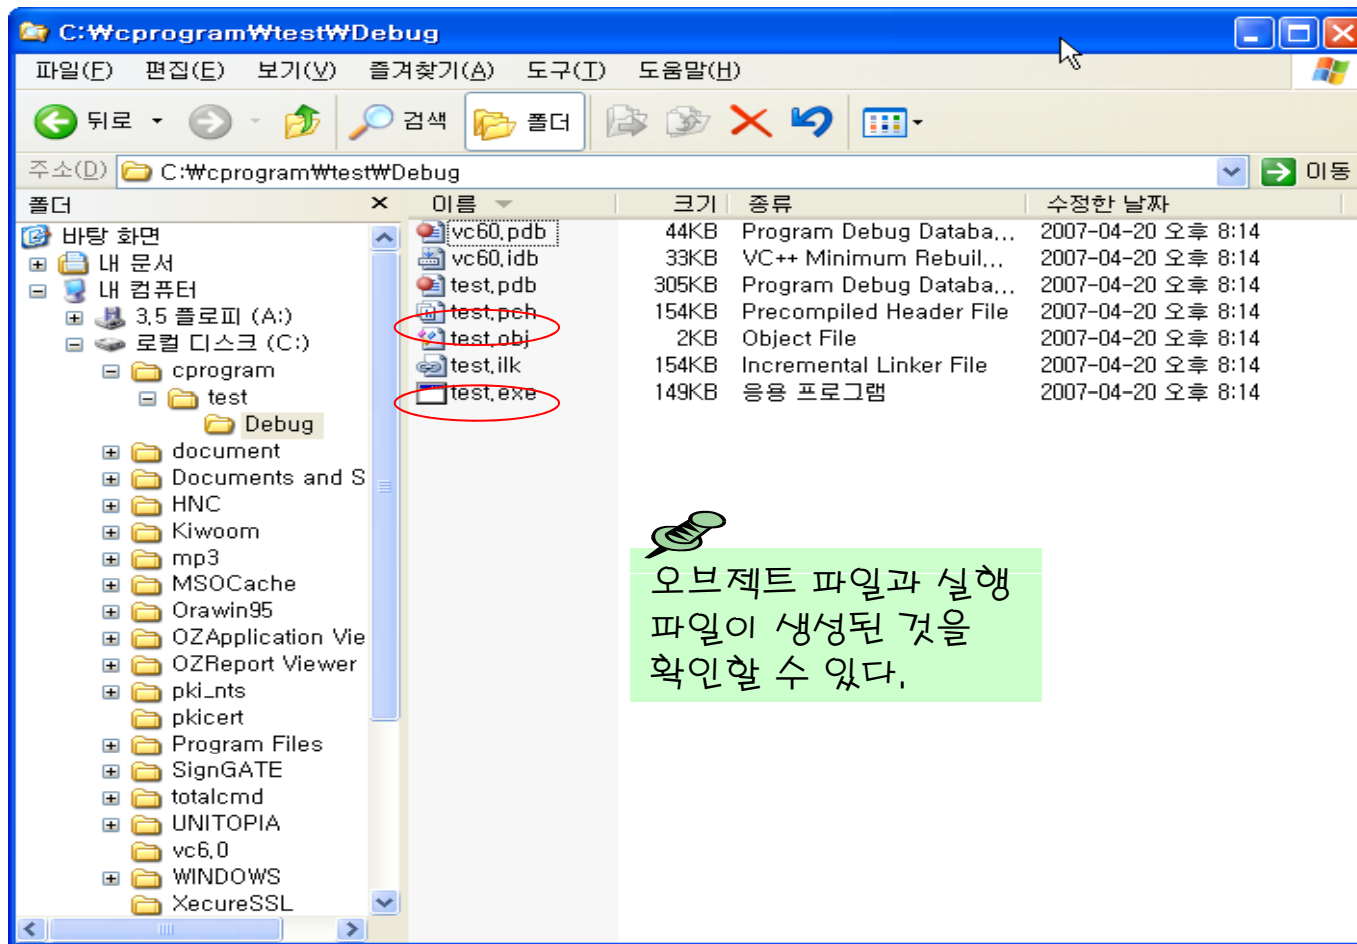 C:₩cprogram₩test₩Debug
파일(F) 편집(E) 보기(V) 즐겨찾기(A) 도구(T) 도움말(H)
뒤로 검색 폴더
주소(D) C:₩cprogram₩test₩Debug 이동
폴더 × 이름 크기 종류 수정한 날짜
바탕 화면
내 문서
내 컴퓨터
3,5 플로피 (A:)
로컬 디스크 (C:)
cprogram
test
Debug
document
Documents and S
HNC
Kiwoom
mp3
MSOCache
Orawin95
OZApplication Vie
OZReport Viewer
pki_nts
pkicert
Program Files
SignGATE
totalcmd
UNITOPIA
vc6,0
WINDOWS
XecureSSL
vc60,pdb 44KB Program Debug Databa,,, 2007-04-20 오후 8:14
vc60,idb 33KB VC++ Minimum Rebuil,,, 2007-04-20 오후 8:14
test,pdb 305KB Program Debug Databa,,, 2007-04-20 오후 8:14
test,pch 154KB Precompiled Header File 2007-04-20 오후 8:14
test,obj 2KB Object File 2007-04-20 오후 8:14
test,ilk 154KB Incremental Linker File 2007-04-20 오후 8:14
test,exe 149KB 응용 프로그램 2007-04-20 오후 8:14
오브젝트 파일과 실행
파일이 생성된 것을
확인할 수 있다.